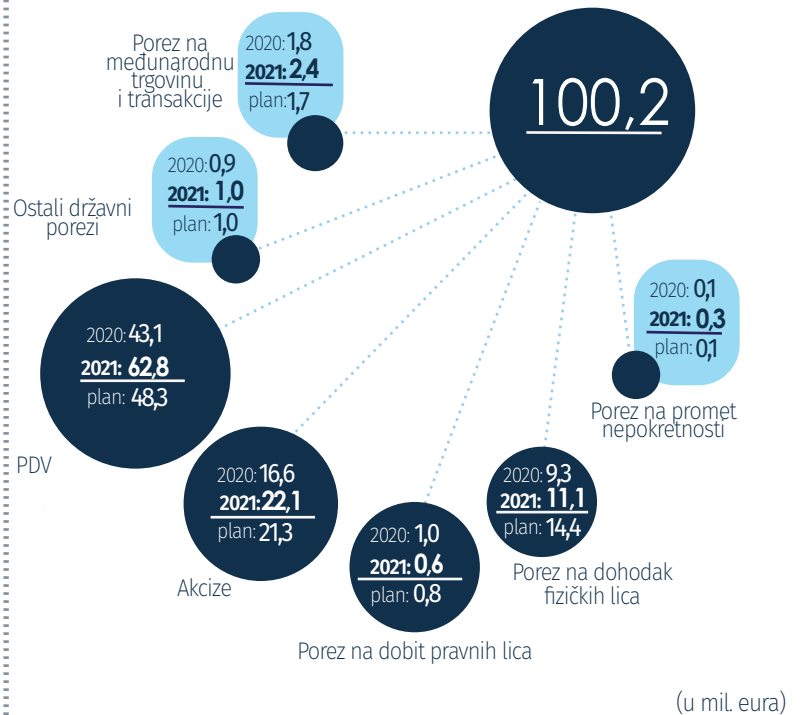 Porez na
međunarodnu
trgovinu
i transakcije
2020: 1,8
2021: 2,4
plan: 1,7
100,2
Ostali državni
porezi
2020: 0,9
2021: 1,0
plan: 1,0
2020: 43,1
2021: 62,8
plan: 48,3
PDV
2020: 16,6
2021: 22,1
plan: 21,3
Akcize
2020: 1,0
2021: 0,6
plan: 0,8
Porez na dobit pravnih lica
2020: 9,3
2021: 11,1
plan: 14,4
Porez na dohodak
fizičkih lica
2020: 0,1
2021: 0,3
plan: 0,1
Porez na promet
nepokretnosti
(u mil. eura)